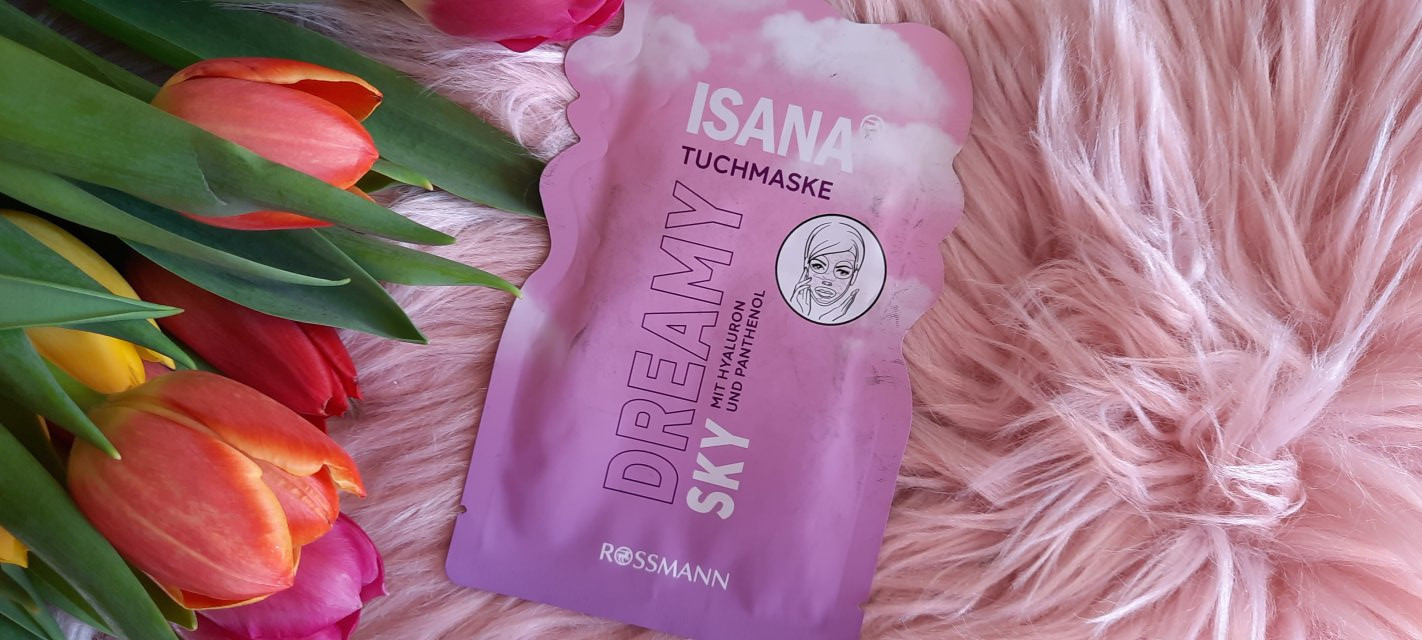 ISANA
TUCHMASKE
DREAMY
SKY
MIT HYALURON
UND PANTHENOL
ROSSMANN